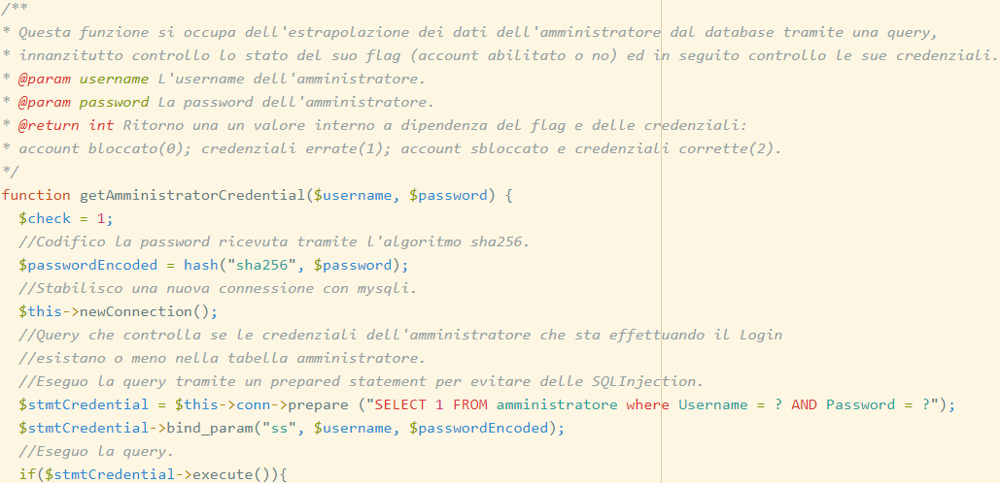 /**
* Questa funzione si occupa dell'estrapolazione dei dati dell'amministratore dal database tramite una query,
* innanzitutto controllo lo stato del suo flag (account abilitato o no) ed in seguito controllo le sue credenziali.
* @param username L'username dell'amministratore.
* @param password La password dell'amministratore.
* @return int Ritorno una un valore interno a dipendenza del flag e delle credenziali:
* account bloccato(0); credenziali errate(1); account sbloccato e credenziali corrette(2).
*/
function getAmministratorCredential($username, $password) {
  $check = 1;
  //Codifico la password ricevuta tramite l'algoritmo sha256.
  $passwordEncoded = hash("sha256", $password);
  //Stabilisco una nuova connessione con mysqli.
  $this->newConnection();
  //Query che controlla se le credenziali dell'amministratore che sta effettuando il Login
  //esistano o meno nella tabella amministratore.
  //Eseguo la query tramite un prepared statement per evitare delle SQLInjection.
  $stmtCredential = $this->conn->prepare ("SELECT 1 FROM amministratore where Username = ? AND Password = ?");
  $stmtCredential->bind_param("ss", $username, $passwordEncoded);
  //Eseguo la query.
  if($stmtCredential->execute()){